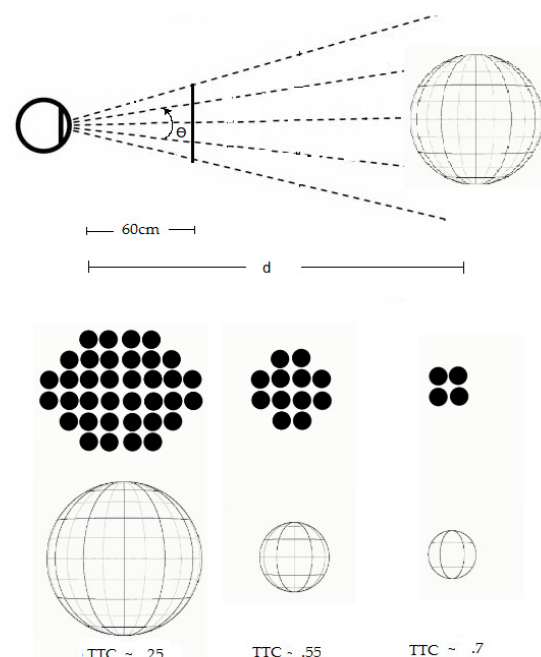 Θ
60cm
d
TTC ~ .25
TTC ~ .55
TTC ~ .7